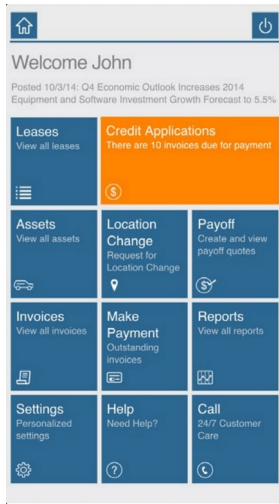 Welcome John
Posted 10/3/14: Q4 Economic Outlook Increases 2014
Equipment and Software Investment Growth Forecast to 5.5%
Leases
View all leases
Credit Applications
There are 10 invoices due for payment
Assets
View all assets
Location
Change
Request for
Location Change
Payoff
Create and view
payoff quotes
Invoices
View all invoices
Make
Payment
Outstanding
invoices
Reports
View all reports
Settings
Personalized
settings
Help
Need Help?
Call
24/7 Customer
Care